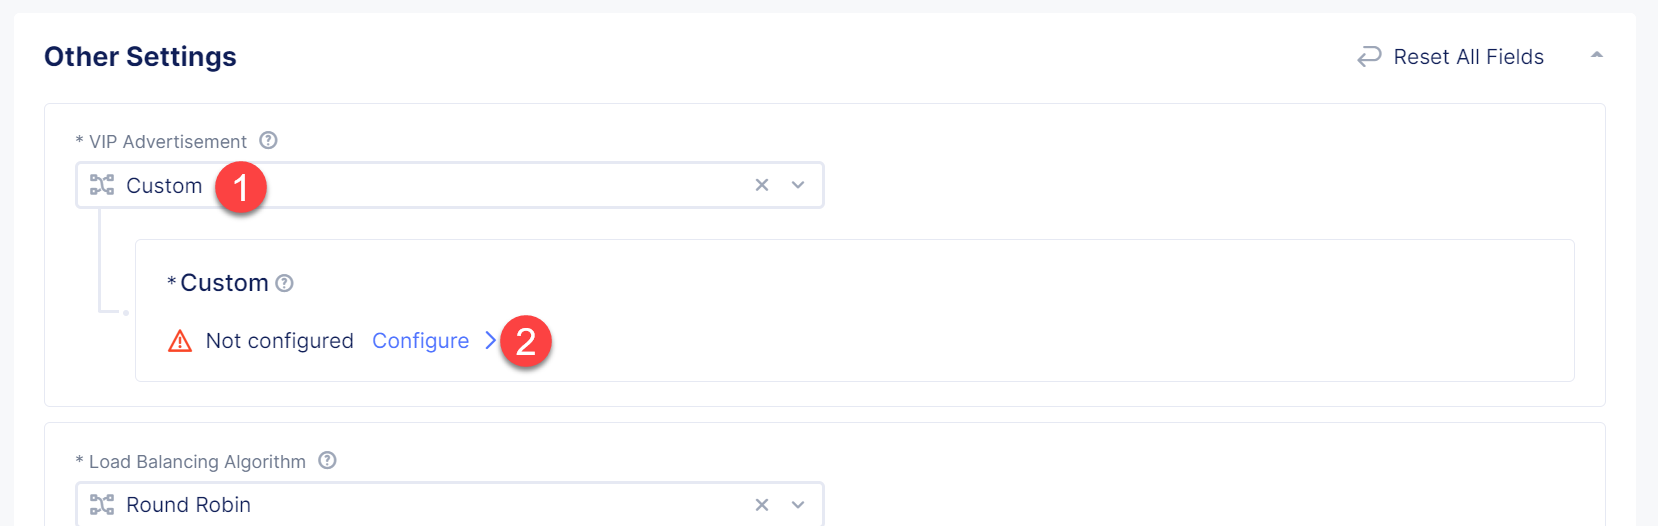 Other Settings
Reset All Fields
* VIP Advertisement
Custom 1
* Custom
Not configured Configure 2
* Load Balancing Algorithm
Round Robin